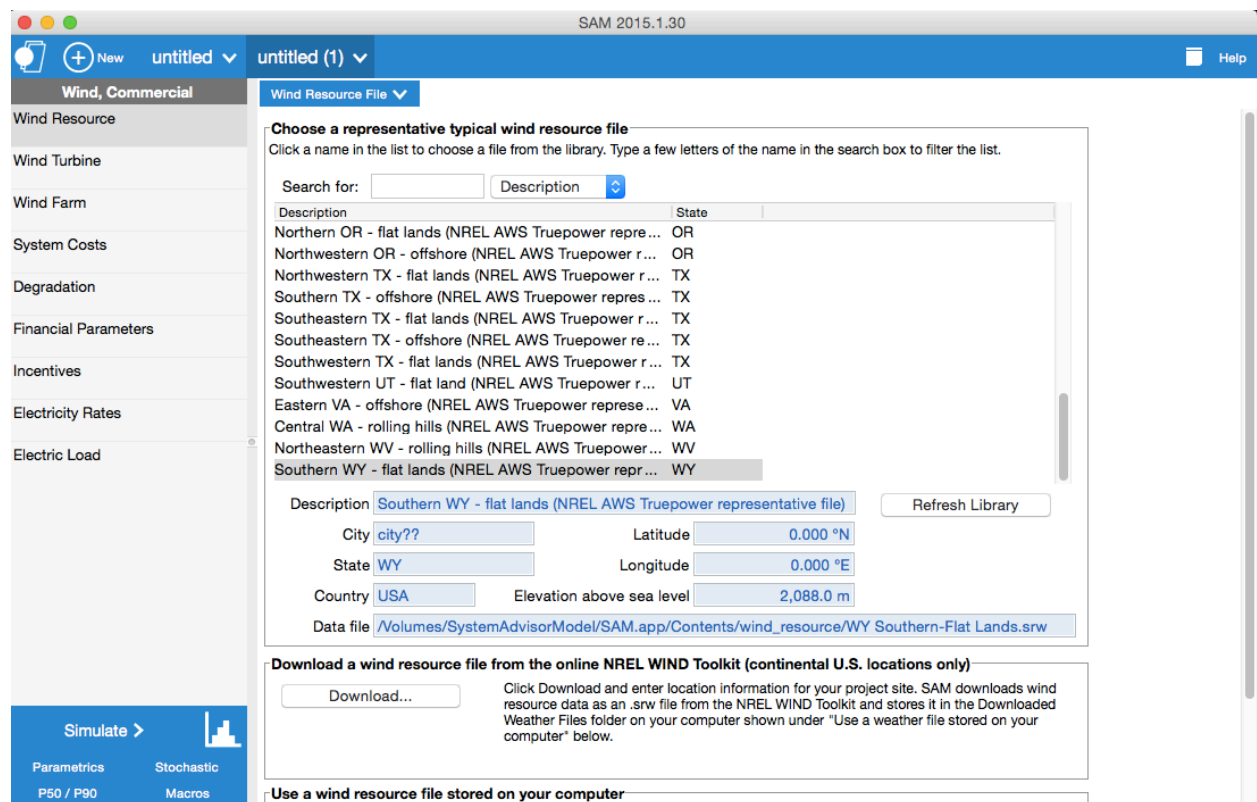 SAM 2015.1.30
New untitled untitled (1) Help
Wind, Commercial
Wind Resource
Wind Turbine
Wind Farm
System Costs
Degradation
Financial Parameters
Incentives
Electricity Rates
Electric Load
Simulate >
Parametrics Stochastic
P50 / P90 Macros
Wind Resource File
Choose a representative typical wind resource file
Click a name in the list to choose a file from the library. Type a few letters of the name in the search box to filter the list.
Search for: Description
Description State
Northern OR - flat lands (NREL AWS Truepower repre... OR
Northwestern OR - offshore (NREL AWS Truepower r... OR
Northwestern TX - flat lands (NREL AWS Truepower r... TX
Southern TX - offshore (NREL AWS Truepower repres ... TX
Southeastern TX - flat lands (NREL AWS Truepower r... TX
Southeastern TX - offshore (NREL AWS Truepower re... TX
Southwestern TX - flat lands (NREL AWS Truepower r... TX
Southwestern UT - flat land (NREL AWS Truepower r... UT
Eastern VA - offshore (NREL AWS Truepower represe... VA
Central WA - rolling hills (NREL AWS Truepower repre... WA
Northeastern WV - rolling hills (NREL AWS Truepower... WV
Southern WY - flat lands (NREL AWS Truepower repr... WY
Description Southern WY - flat lands (NREL AWS Truepower representative file) Refresh Library
City city?? Latitude 0.000 °N
State WY Longitude 0.000 °E
Country USA Elevation above sea level 2,088.0 m
Data file /Volumes/SystemAdvisorModel/SAM.app/Contents/wind_resource/WY Southern-Flat Lands.srw
Download a wind resource file from the online NREL WIND Toolkit (continental U.S. locations only)
Download...
Click Download and enter location information for your project site. SAM downloads wind
resource data as an .srw file from the NREL WIND Toolkit and stores it in the Downloaded
Weather Files folder on your computer shown under "Use a weather file stored on your
computer" below.
Use a wind resource file stored on your computer